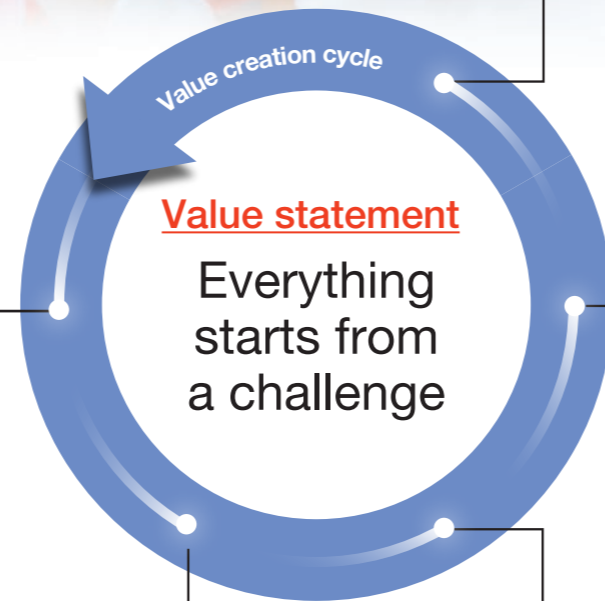 Value creation cycle
Value statement
Everything
starts from
a challenge